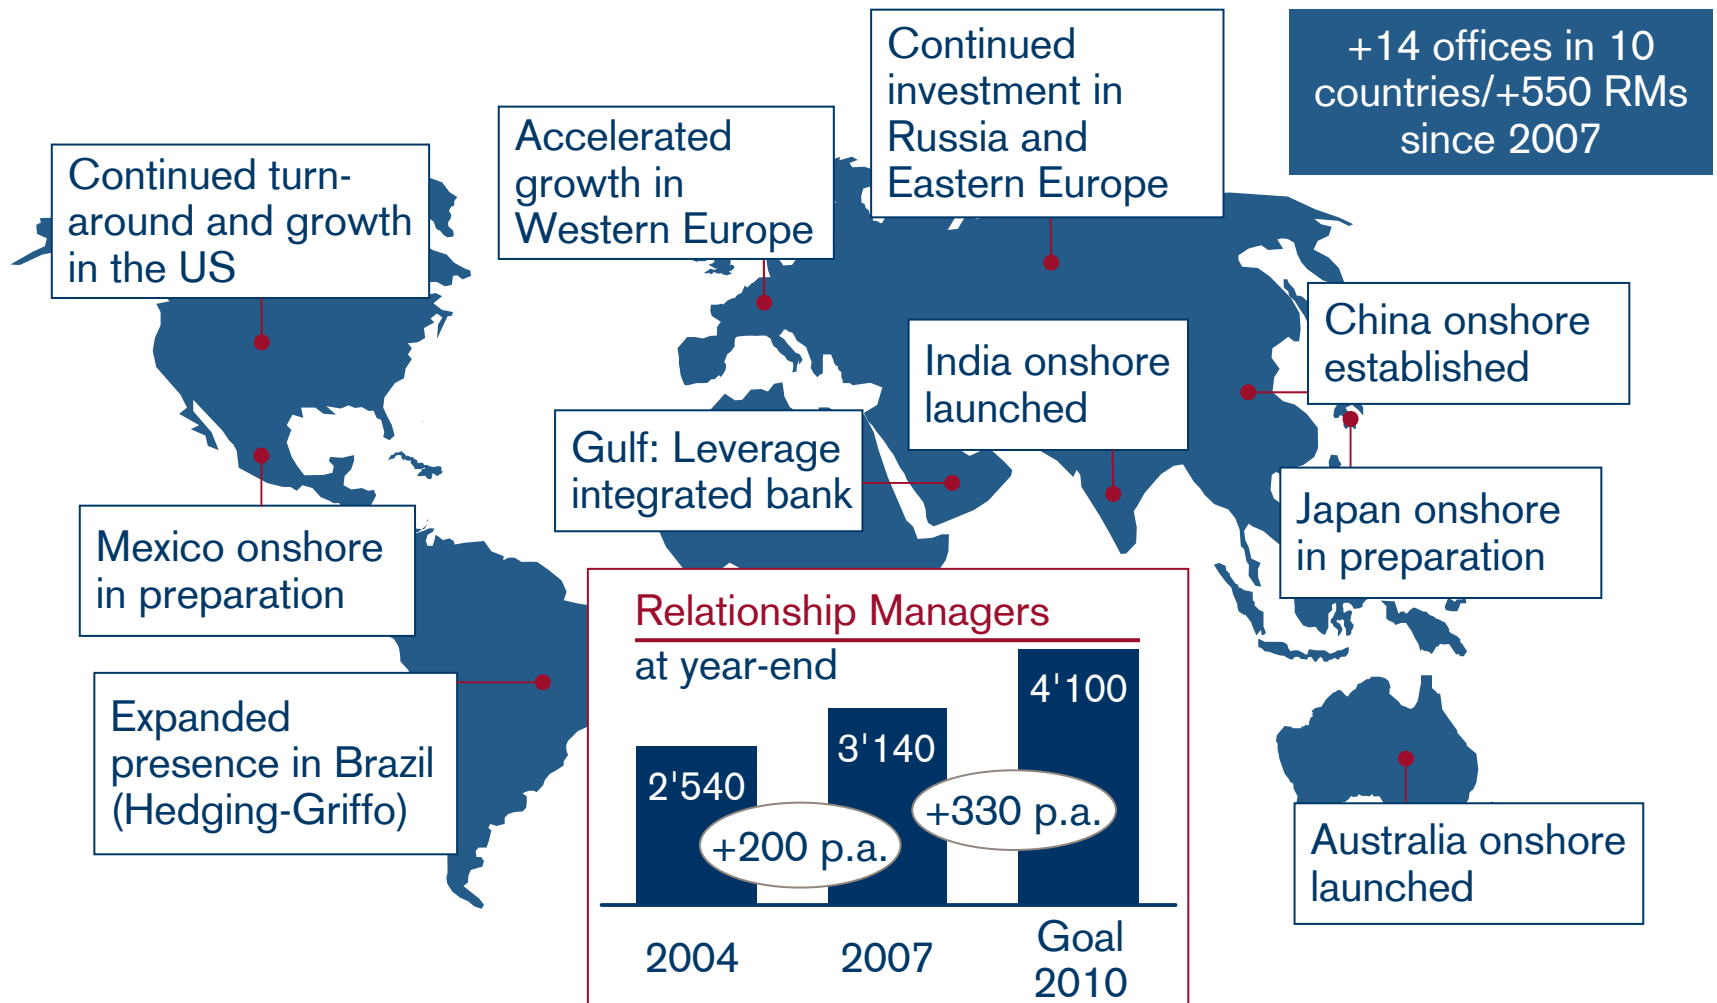 +14 offices in 10
countries/+550 RMs
since 2007
Continued
investment in
Russia and
Eastern Europe
Accelerated
growth in
Western Europe
Continued turn-
around and growth
in the US
China onshore
established
India onshore
launched
Gulf: Leverage
integrated bank
Japan onshore
in preparation
Mexico onshore
in preparation
Expanded
presence in Brazil
(Hedging-Griffo)
Australia onshore
launched
Relationship Managers
at year-end
2'540
3'140
4'100
+200 p.a.
+330 p.a.
2004
2007
Goal
2010